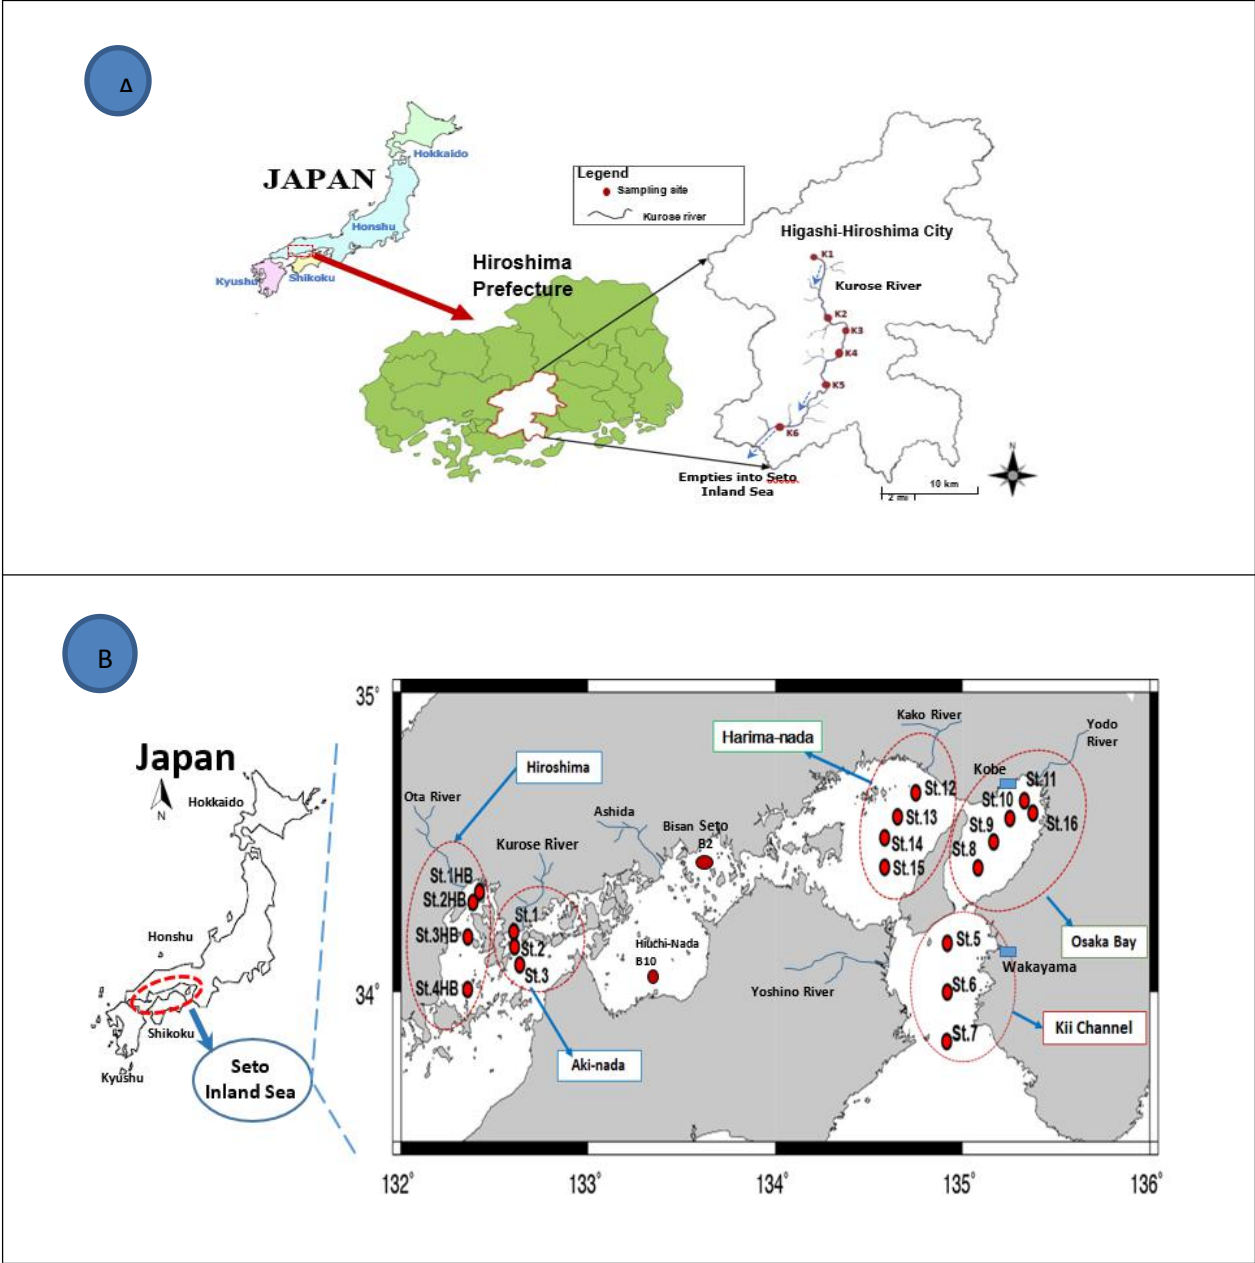 A
JAPAN
Hokkaido
Honshu
Kyushu
Shikoku
Hiroshima
Prefecture
Legend
Sampling site
Kurose river
Higashi-Hiroshima City
K1
Kurose River
K2
K3
K4
K5
K6
Empties into Seto
Inland Sea
N
10 km
2 mi
B
Japan
N
Hokkaido
Honshu
Shikoku
Kyushu
Seto
Inland Sea
35°
34°
132°
133°
134°
135°
136°
Hiroshima
Ota River
Kurose River
Ashida
Bisan Seto
B2
Harima-nada
Kako River
Yodo
River
Kobe
St.1HB
St.2HB
St.3HB
St.4HB
St.1
St.2
St.3
Aki-nada
Hiuchi-Nada
B10
St.12
St.13
St.14
St.15
St.11
St.10
St.16
St.9
St.8
Osaka Bay
Yoshino River
St.5
Wakayama
St.6
St.7
Kii Channel